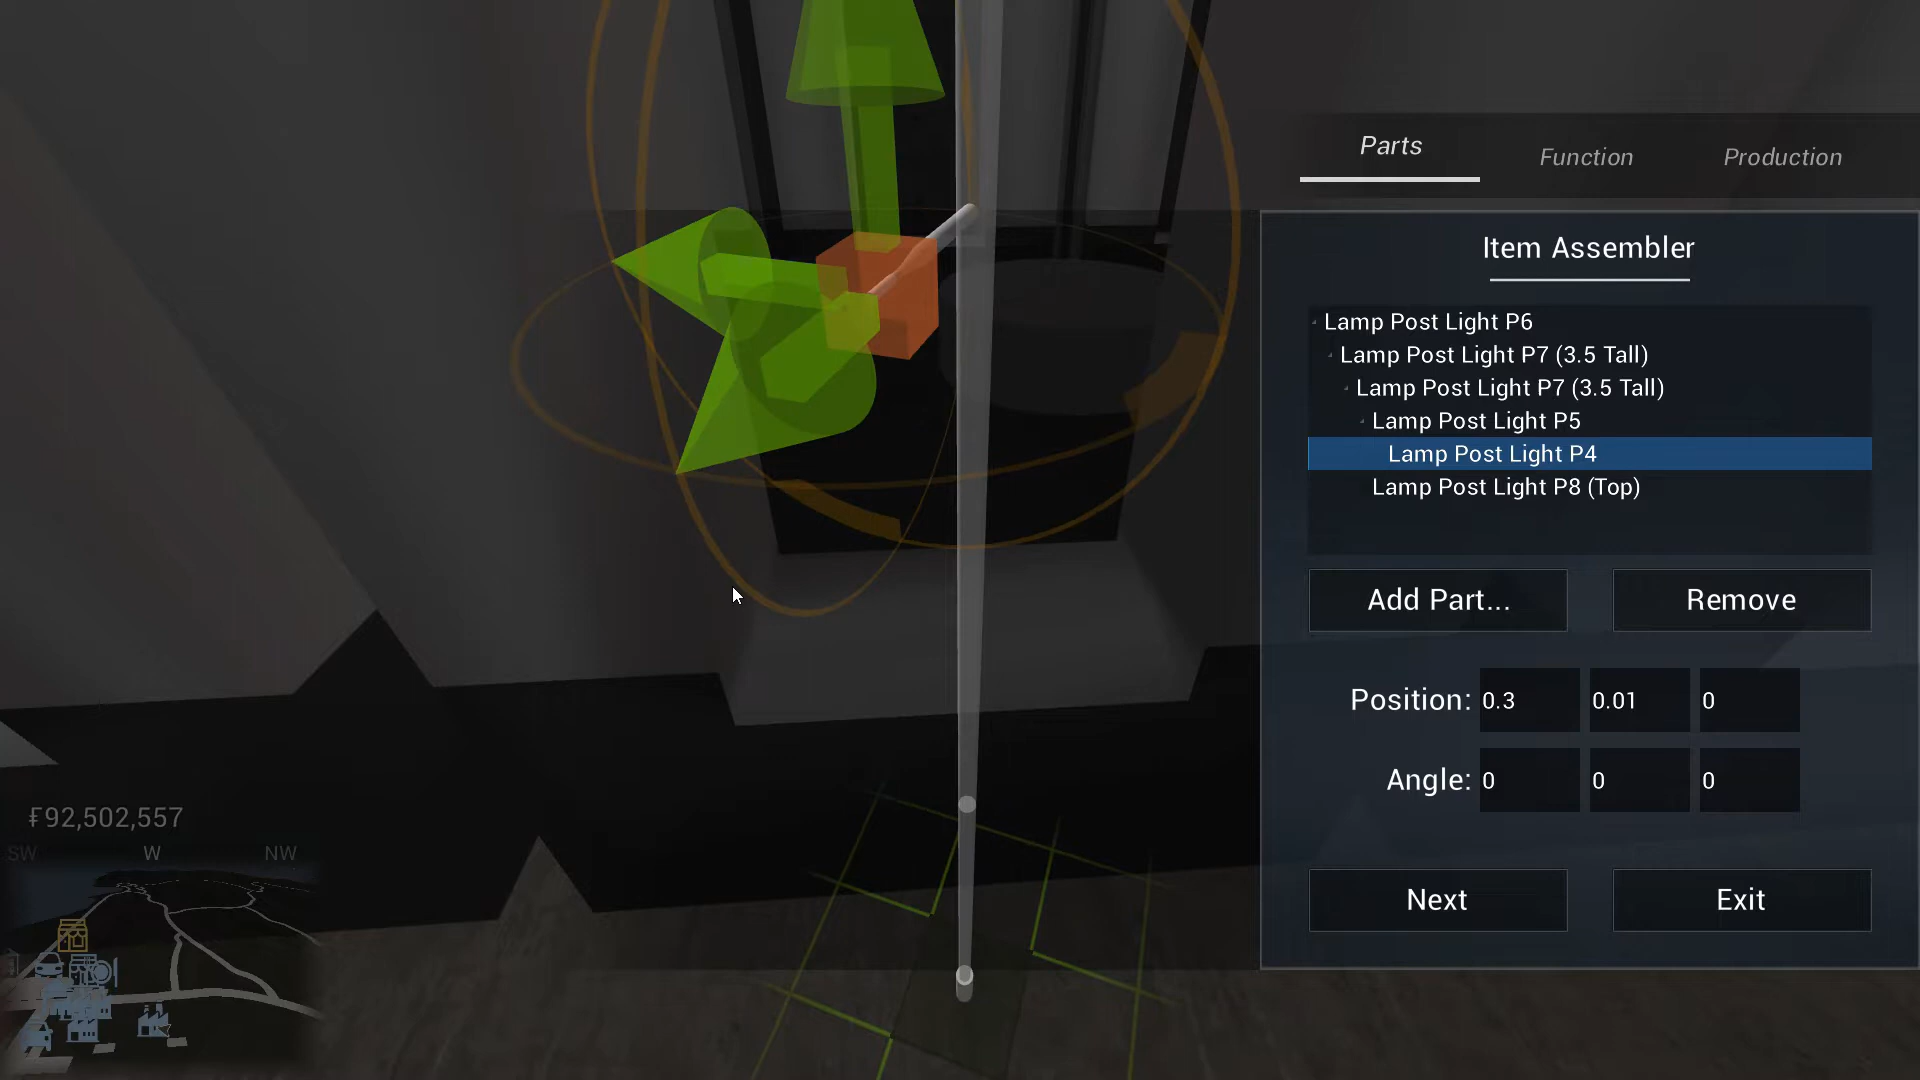 Parts
Function
Production
Item Assembler
Lamp Post Light P6
Lamp Post Light P7 (3.5 Tall)
Lamp Post Light P7 (3.5 Tall)
Lamp Post Light P5
Lamp Post Light P4
Lamp Post Light P8 (Top)
Add Part...
Remove
Position: 0.3 0.01 0
Angle: 0 0 0
Next
Exit
₣92,502,557
SW W NW